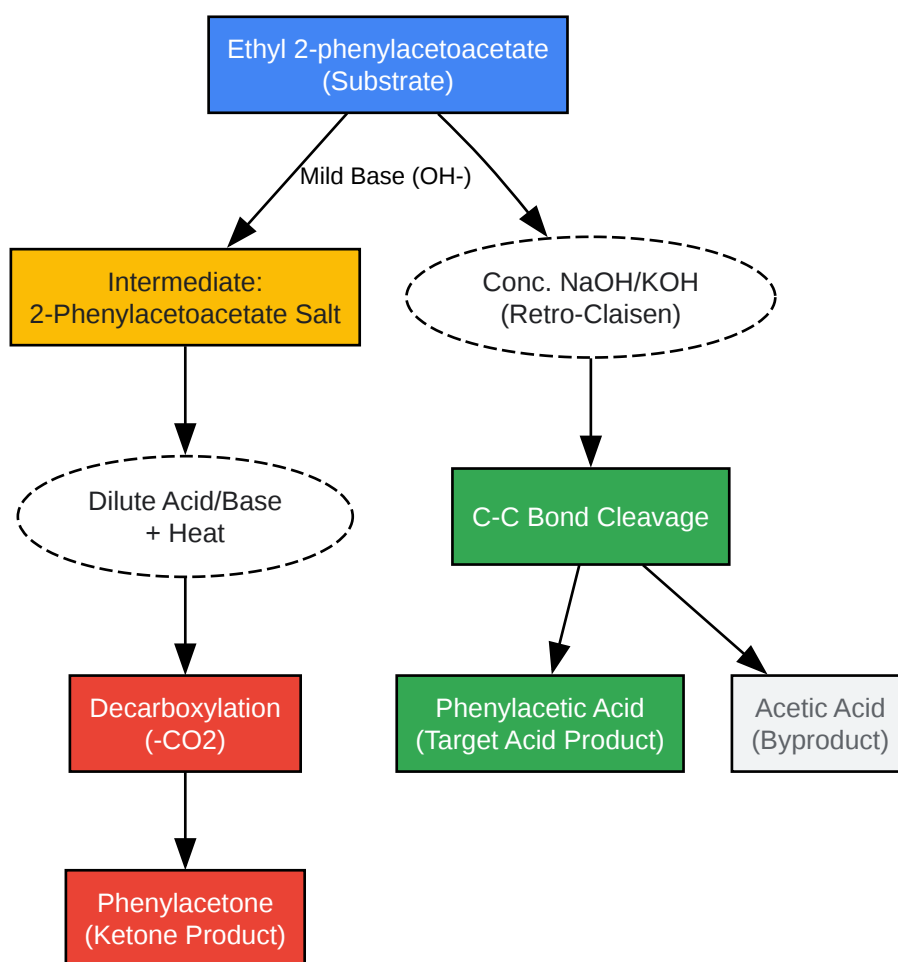 Ethyl 2-phenylacetoacetate
(Substrate)
Mild Base (OH-)
Intermediate:
2-Phenylacetoacetate Salt
Conc. NaOH/KOH
(Retro-Claisen)
Dilute Acid/Base
+ Heat
C-C Bond Cleavage
Decarboxylation
(-CO2)
Phenylacetic Acid
(Target Acid Product)
Acetic Acid
(Byproduct)
Phenylacetone
(Ketone Product)